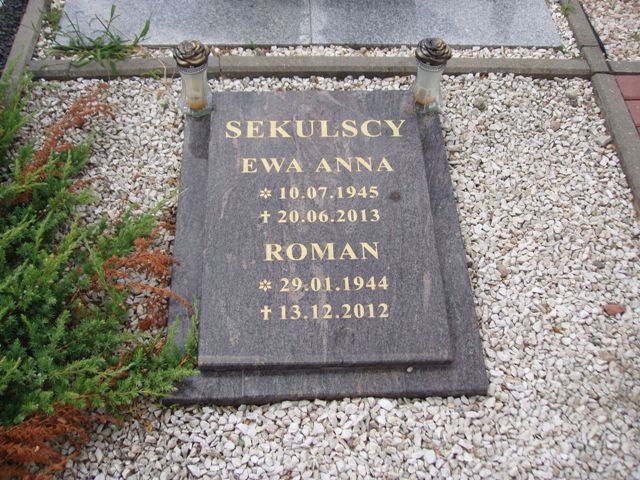 SEKULSCY
EWA ANNA
✲ 10.07.1945
✝ 20.06.2013
ROMAN
✲ 29.01.1944
✝ 13.12.2012